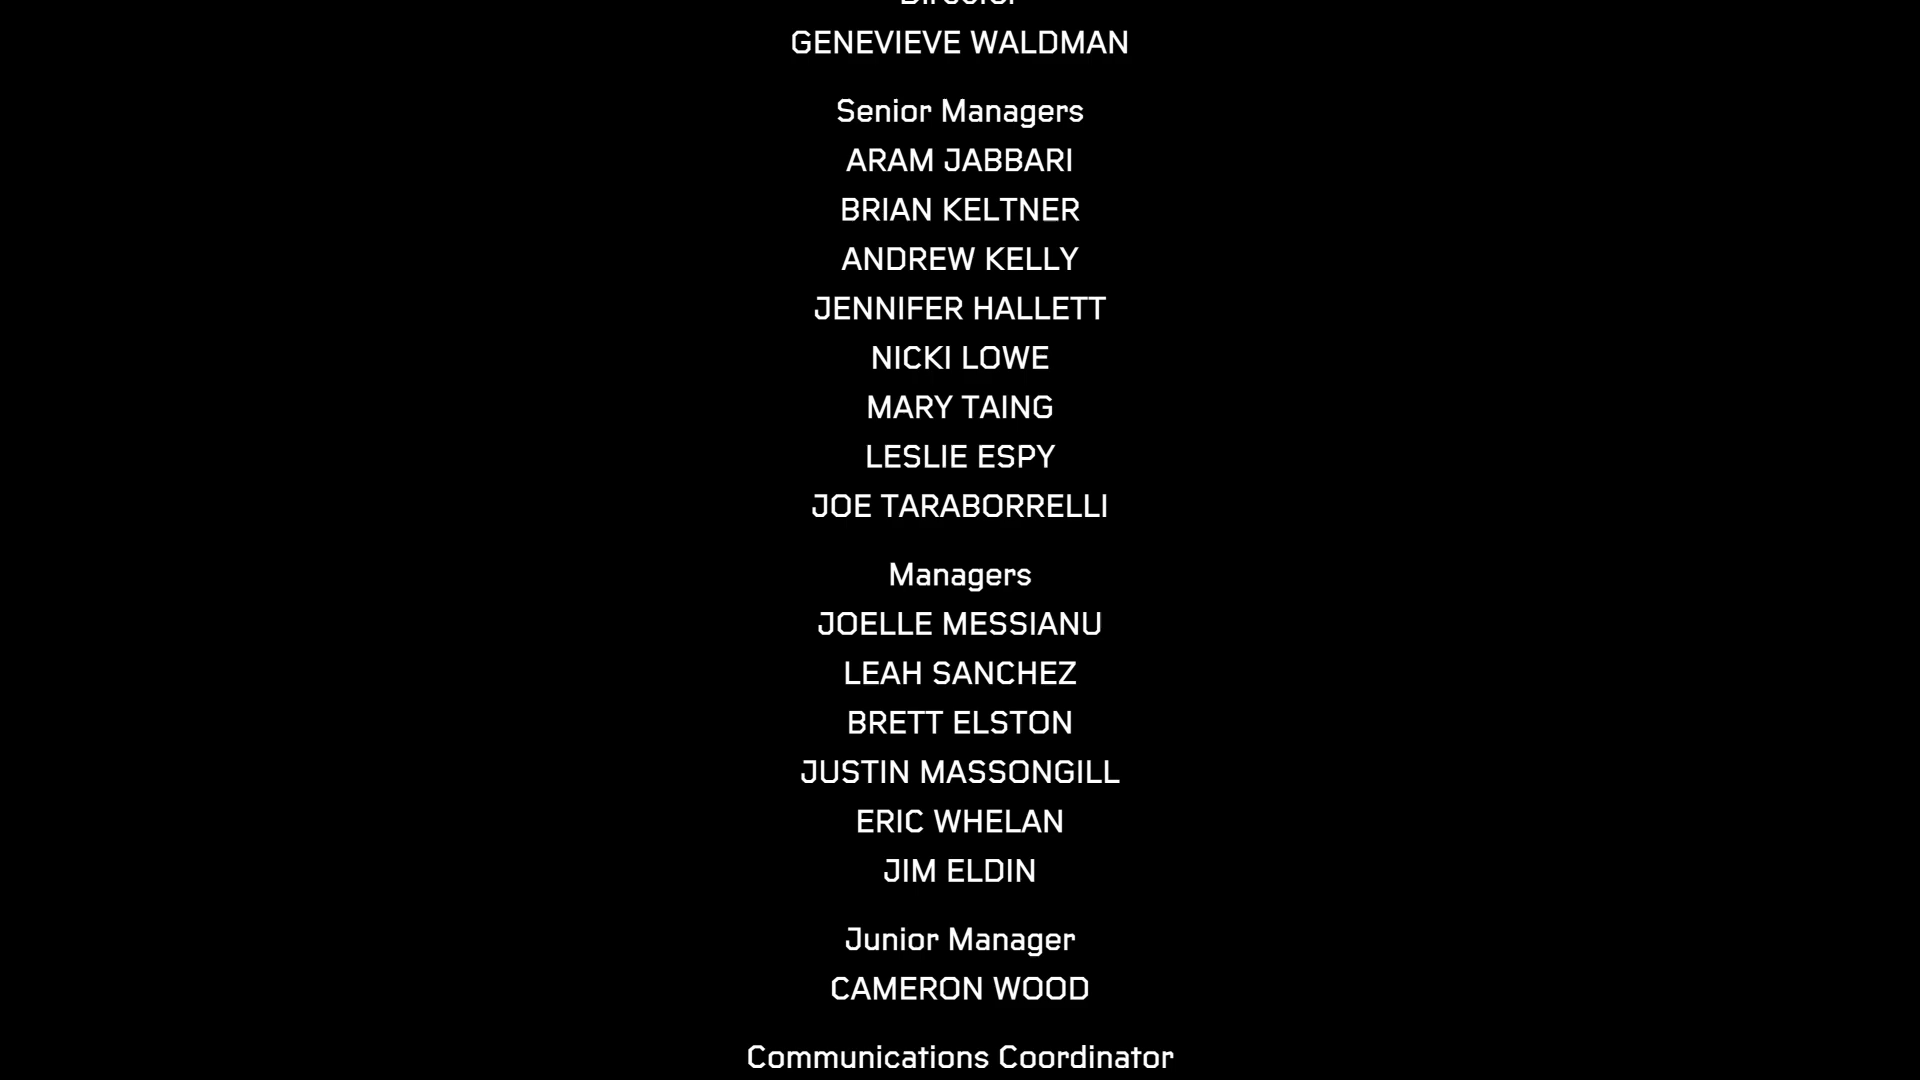 Director
GENEVIEVE WALDMAN
Senior Managers
ARAM JABBARI
BRIAN KELTNER
ANDREW KELLY
JENNIFER HALLETT
NICKI LOWE
MARY TAING
LESLIE ESPY
JOE TARABORRELLI
Managers
JOELLE MESSIANU
LEAH SANCHEZ
BRETT ELSTON
JUSTIN MASSONGILL
ERIC WHELAN
JIM ELDIN
Junior Manager
CAMERON WOOD
Communications Coordinator